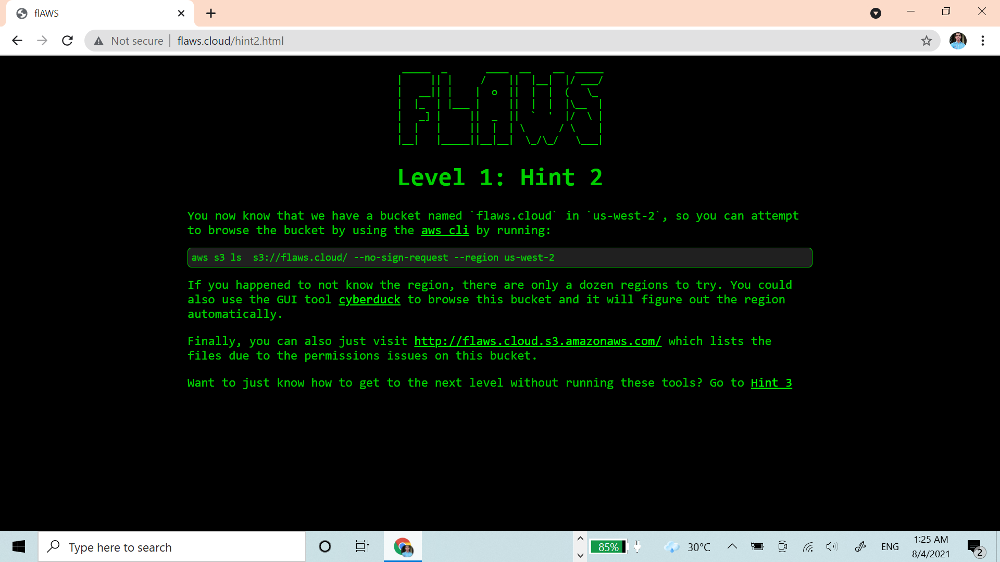 flAWS
Not secure
flaws.cloud/hint2.html
FLAWS
Level 1: Hint 2
You now know that we have a bucket named `flaws.cloud` in `us-west-2`, so you can attempt
to browse the bucket by using the aws cli by running:
aws s3 ls  s3://flaws.cloud/ --no-sign-request --region us-west-2
If you happened to not know the region, there are only a dozen regions to try. You could
also use the GUI tool cyberduck to browse this bucket and it will figure out the region
automatically.
Finally, you can also just visit http://flaws.cloud.s3.amazonaws.com/ which lists the
files due to the permissions issues on this bucket.
Want to just know how to get to the next level without running these tools? Go to Hint 3
Type here to search
85%
30°C
ENG
1:25 AM
8/4/2021
2